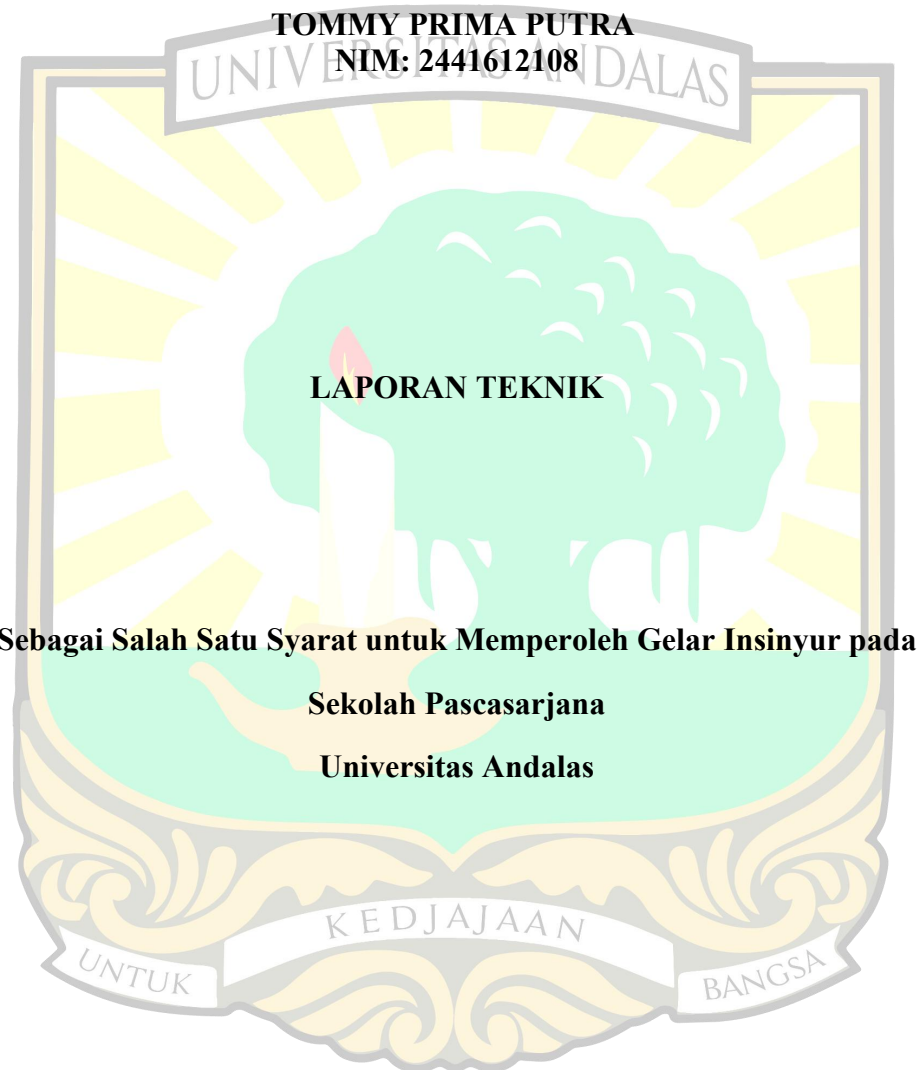 TOMMY PRIMA PUTRA
NIM: 2441612108
UNIVERSITAS ANDALAS
LAPORAN TEKNIK
Sebagai Salah Satu Syarat untuk Memperoleh Gelar Insinyur pada
Sekolah Pascasarjana
Universitas Andalas
KEDJAJAAN
UNTUK
BANGSA